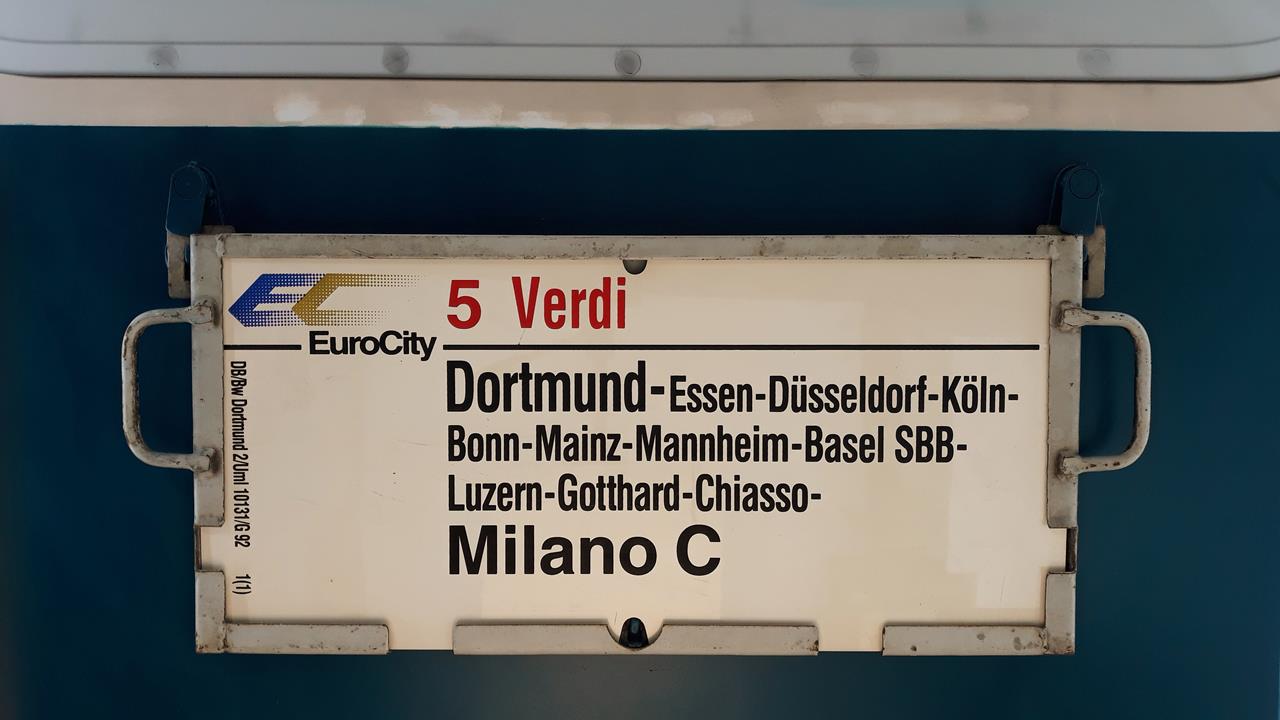 EC
5 Verdi
EuroCity
Dortmund-Essen-Düsseldorf-Köln-
Bonn-Mainz-Mannheim-Basel SBB-
Luzern-Gotthard-Chiasso-
Milano C
DB/Bw Dortmund 2/Uml 10131/G 92 1(1)